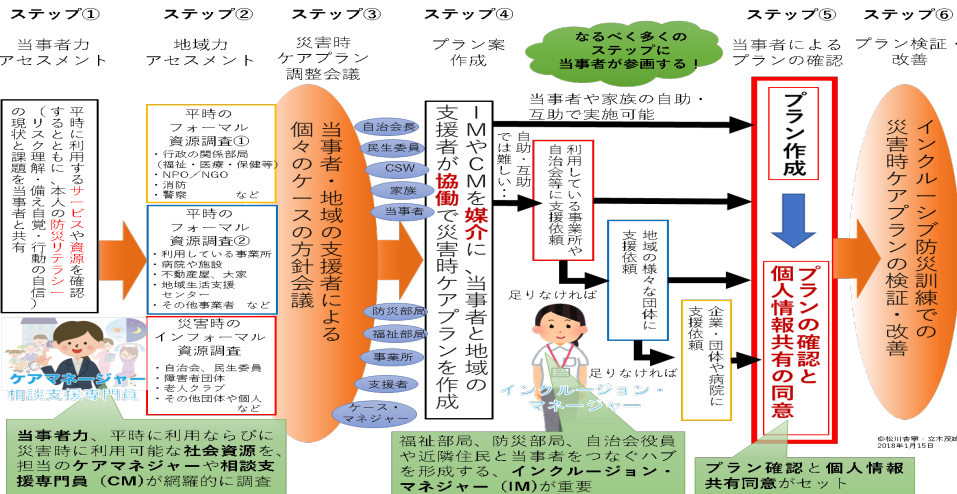 ステップ①
当事者力
アセスメント
平時に利用するサービスや資源を確認
するとともに、本人の防災リテラシー
（リスク理解・備え自覚・行動の自信）
の現状と課題を当事者と共有
ケアマネージャー
相談支援専門員
当事者力、平時に利用ならびに
災害時に利用可能な社会資源を、
担当のケアマネジャーや相談支
援専門員（CM)が網羅的に調査
ステップ②
地域力
アセスメント
平時の
フォーマル
資源調査①
・行政の関係部局
（福祉・医療・保健等）
・NPO／NGO
・消防
・警察　など
平時の
フォーマル
資源調査②
・利用している事業所
・病院や施設
・不動産屋、大家
・地域生活支援
センター
・その他事業者　など
災害時の
インフォーマル
資源調査
・自治会、民生委員
・障害者団体
・老人クラブ
・その他団体や個人
など
ステップ③
災害時
ケアプラン
調整会議
当事者・地域の支援者による
個々のケースの方針会議
自治会長
民生委員
CSW
家族
当事者
防災部局
福祉部局
事業所
支援者
ケース・
マネジャー
ステップ④
プラン案
作成
IMやCMを媒介に、当事者と地域の
支援者が協働で災害時ケアプランを作成
なるべく多くの
ステップに
当事者が参画する！
当事者や家族の自助・
互助で実施可能
自助・互助
では難しい…
利用している事業所や
自治会等に支援依頼
足りなければ
地域の様々な団体に
支援依頼
足りなければ
企業・団体や病院に
支援依頼
インクルージョン・
マネージャー
福祉部局、防災部局、自治会役員
や近隣住民と当事者をつなぐハブ
を形成する、インクルージョン・
マネジャー（IM)が重要
ステップ⑤
当事者による
プランの確認
プラン作成
プランの確認と
個人情報共有の同意
プラン確認と個人情報
共有同意がセット
ステップ⑥
プラン検証・
改善
インクルーシブ防災訓練での
災害時ケアプランの検証・改善
©松川杏寧・立木茂雄
2018年1月15日